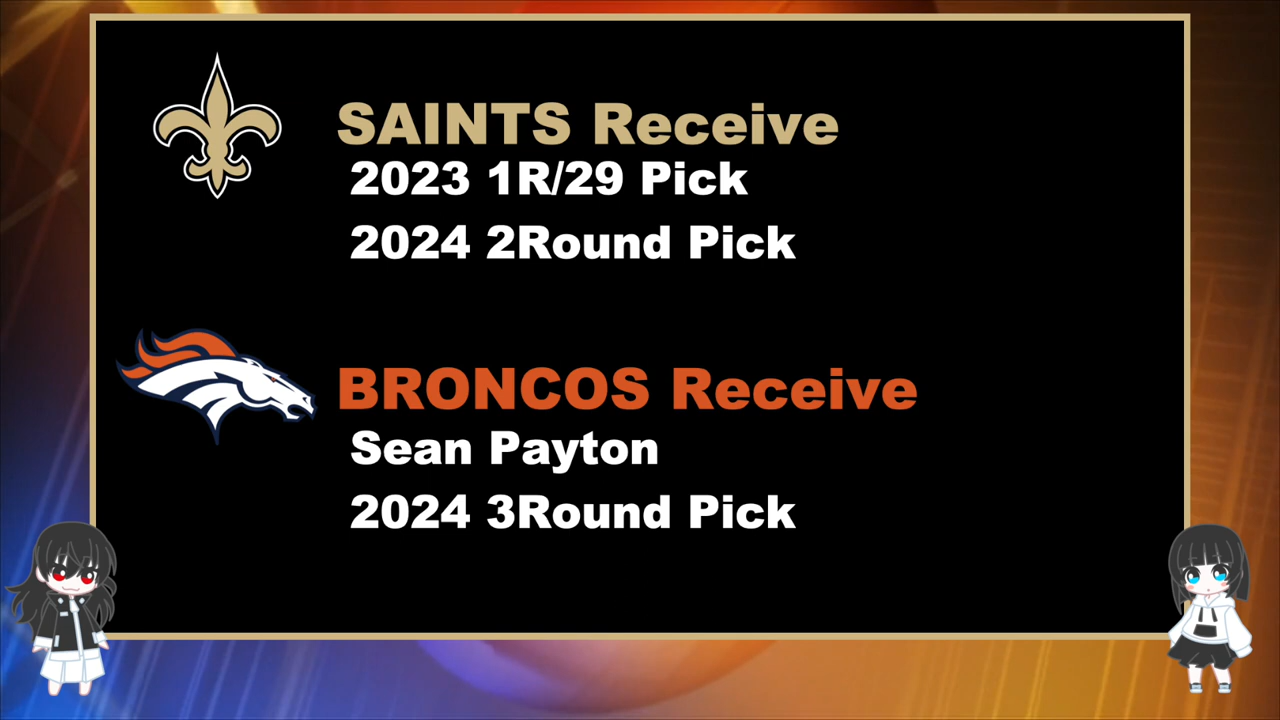 SAINTS Receive
2023 1R/29 Pick
2024 2Round Pick
BRONCOS Receive
Sean Payton
2024 3Round Pick